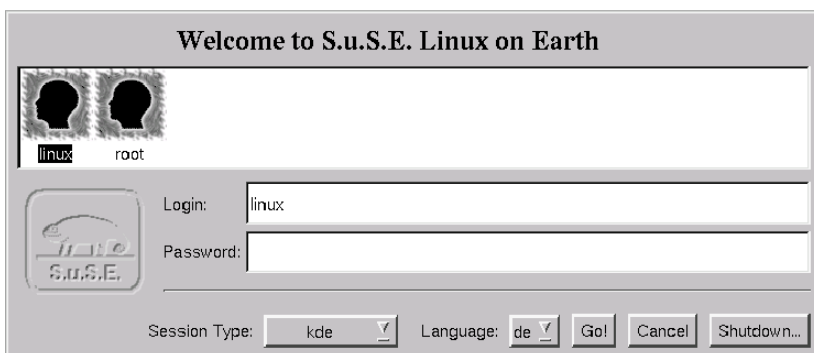 Welcome to S.u.S.E. Linux on Earth
linux root
Login: linux
Password:
S.u.S.E.
Session Type: kde Language: de Go! Cancel Shutdown...